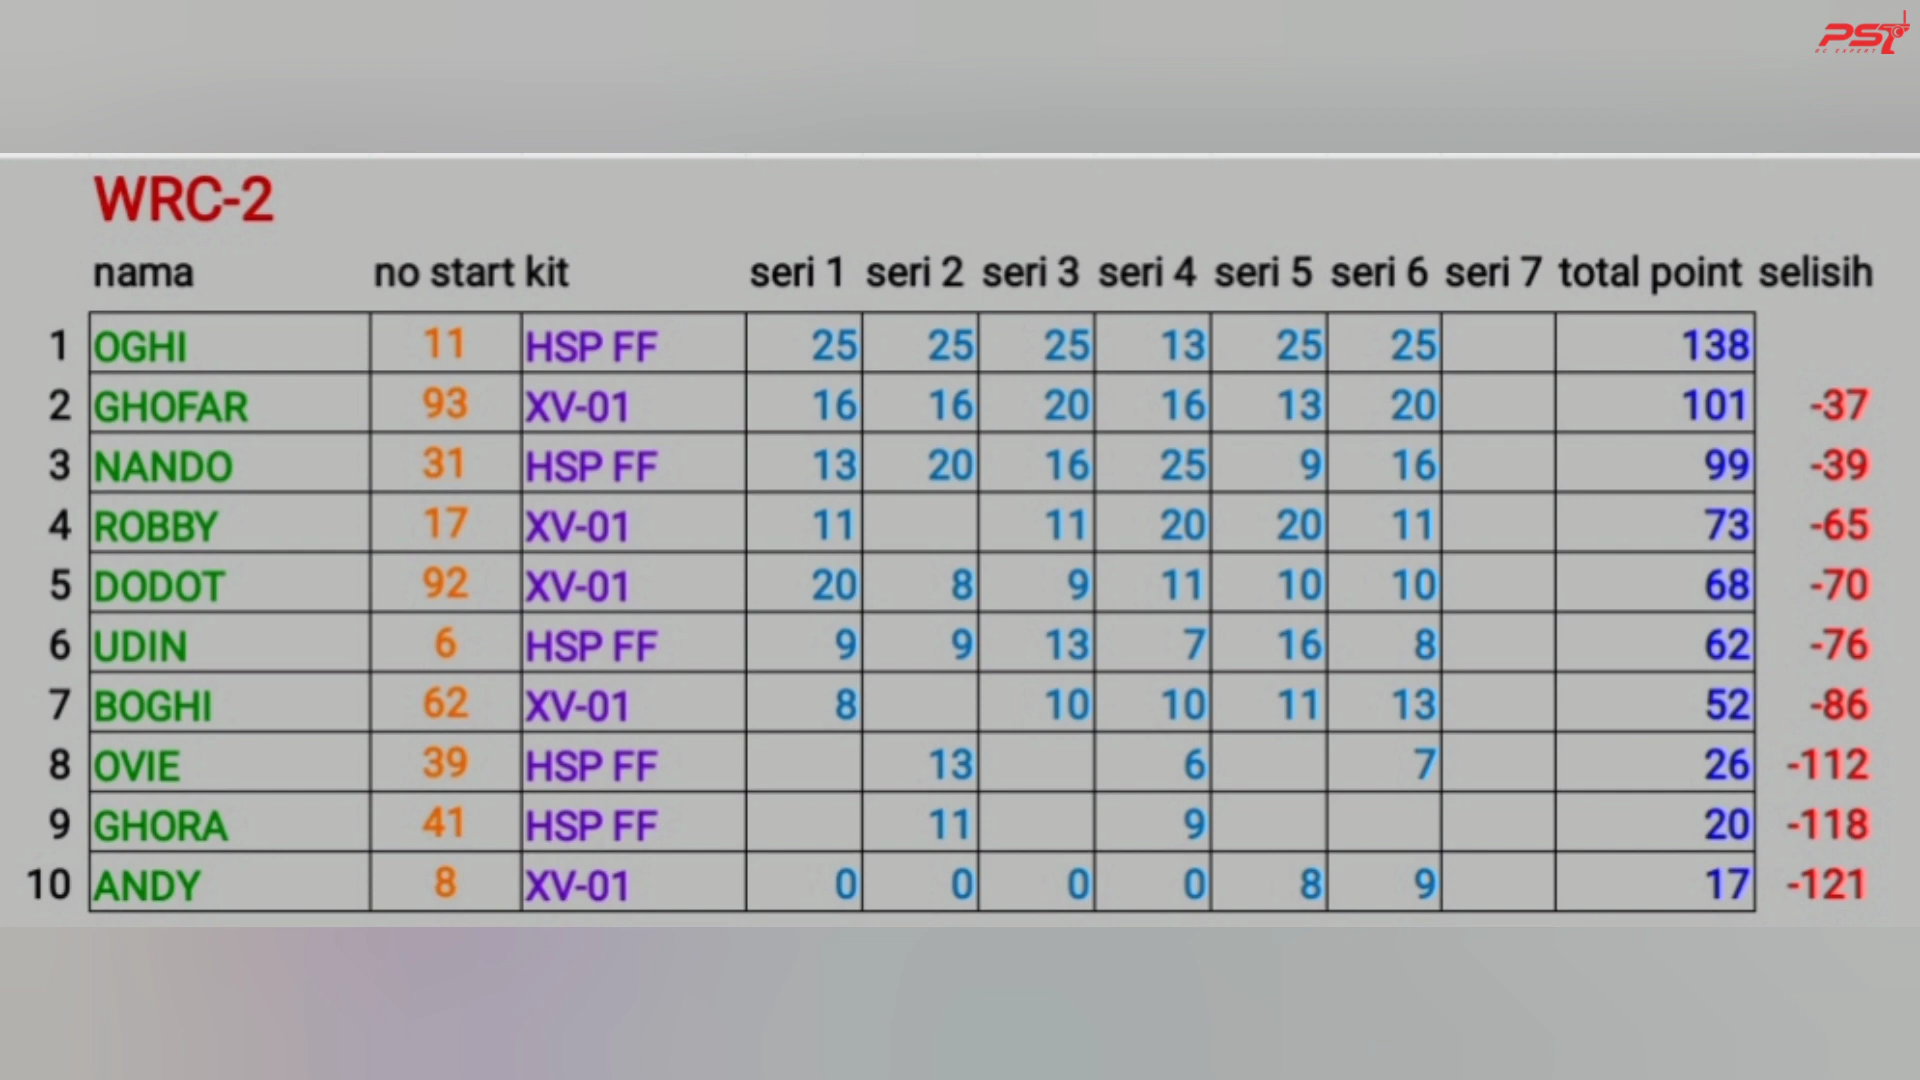 PST
RC EXPERT
WRC-2
nama no start kit seri 1 seri 2 seri 3 seri 4 seri 5 seri 6 seri 7 total point selisih
1 OGHI 11 HSP FF 25 25 25 13 25 25 138
2 GHOFAR 93 XV-01 16 16 20 16 13 20 101 -37
3 NANDO 31 HSP FF 13 20 16 25 9 16 99 -39
4 ROBBY 17 XV-01 11 11 20 20 11 73 -65
5 DODOT 92 XV-01 20 8 9 11 10 10 68 -70
6 UDIN 6 HSP FF 9 9 13 7 16 8 62 -76
7 BOGHI 62 XV-01 8 10 10 11 13 52 -86
8 OVIE 39 HSP FF 13 6 7 26 -112
9 GHORA 41 HSP FF 11 9 20 -118
10 ANDY 8 XV-01 0 0 0 0 8 9 17 -121